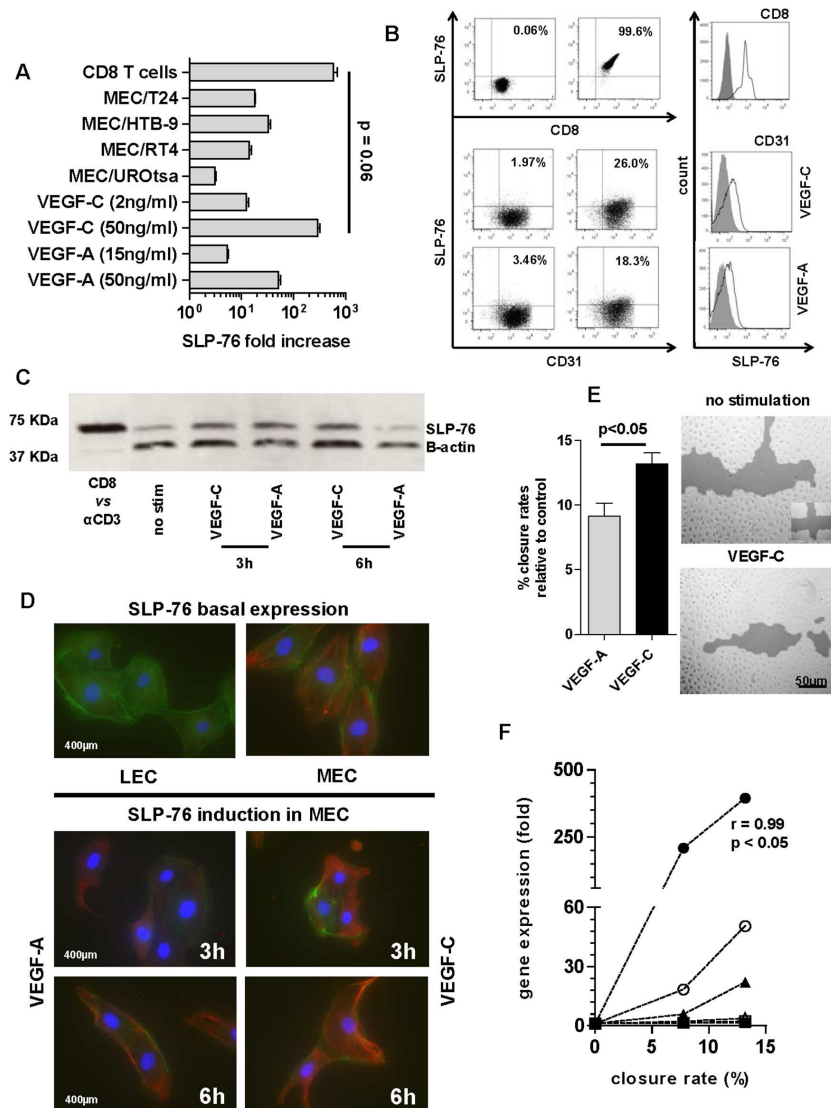 A
CD8 T cells
MEC/T24
MEC/HTB-9
MEC/RT4
MEC/UROtsa
VEGF-C (2ng/ml)
VEGF-C (50ng/ml)
VEGF-A (15ng/ml)
VEGF-A (50ng/ml)
p = 0.06
10⁰ 10¹ 10² 10³
SLP-76 fold increase
B
SLP-76
0.06%
99.6%
CD8
SLP-76
1.97%
26.0%
3.46%
18.3%
CD31
count
CD8
CD31
VEGF-C
VEGF-A
SLP-76
C
75 KDa
37 KDa
SLP-76
B-actin
CD8
vs
αCD3
no stim
VEGF-C
VEGF-A
VEGF-C
VEGF-A
3h
6h
D
SLP-76 basal expression
400µm
LEC
MEC
SLP-76 induction in MEC
VEGF-A
VEGF-C
400µm
3h
3h
400µm
6h
6h
E
% closure rates
relative to control
15
10
5
0
p<0.05
VEGF-A
VEGF-C
no stimulation
VEGF-C
50um
F
gene expression (fold)
500
250
60
30
0
r = 0.99
p < 0.05
0 5 10 15
closure rate (%)